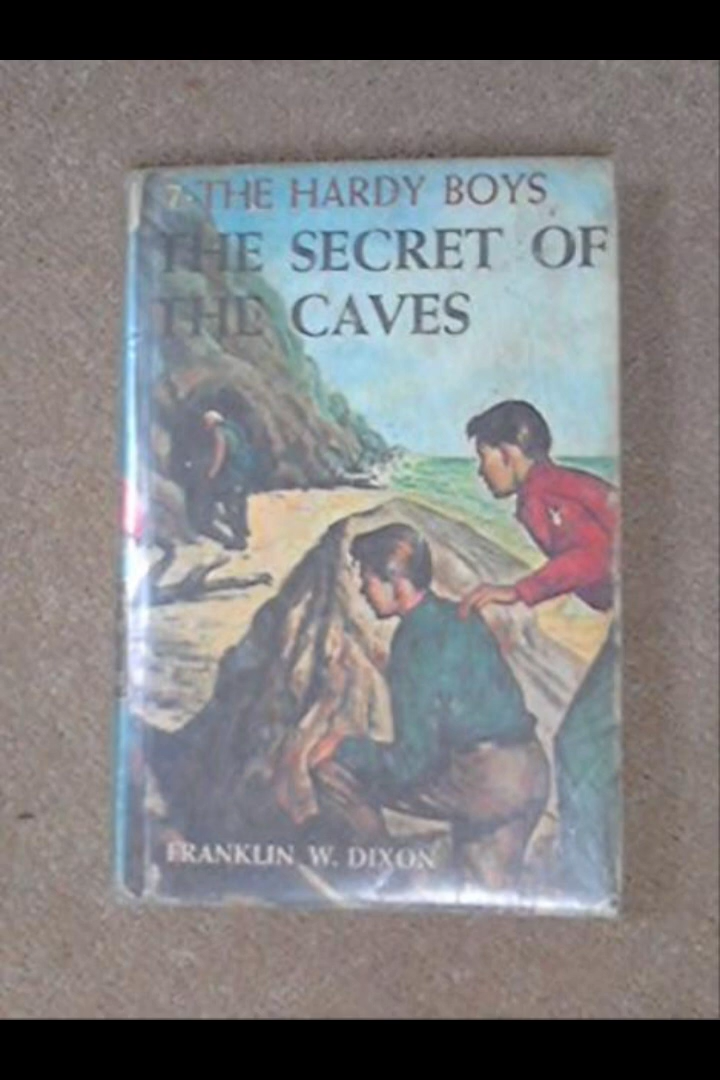 7. THE HARDY BOYS
THE SECRET OF
THE CAVES
FRANKLIN W. DIXON